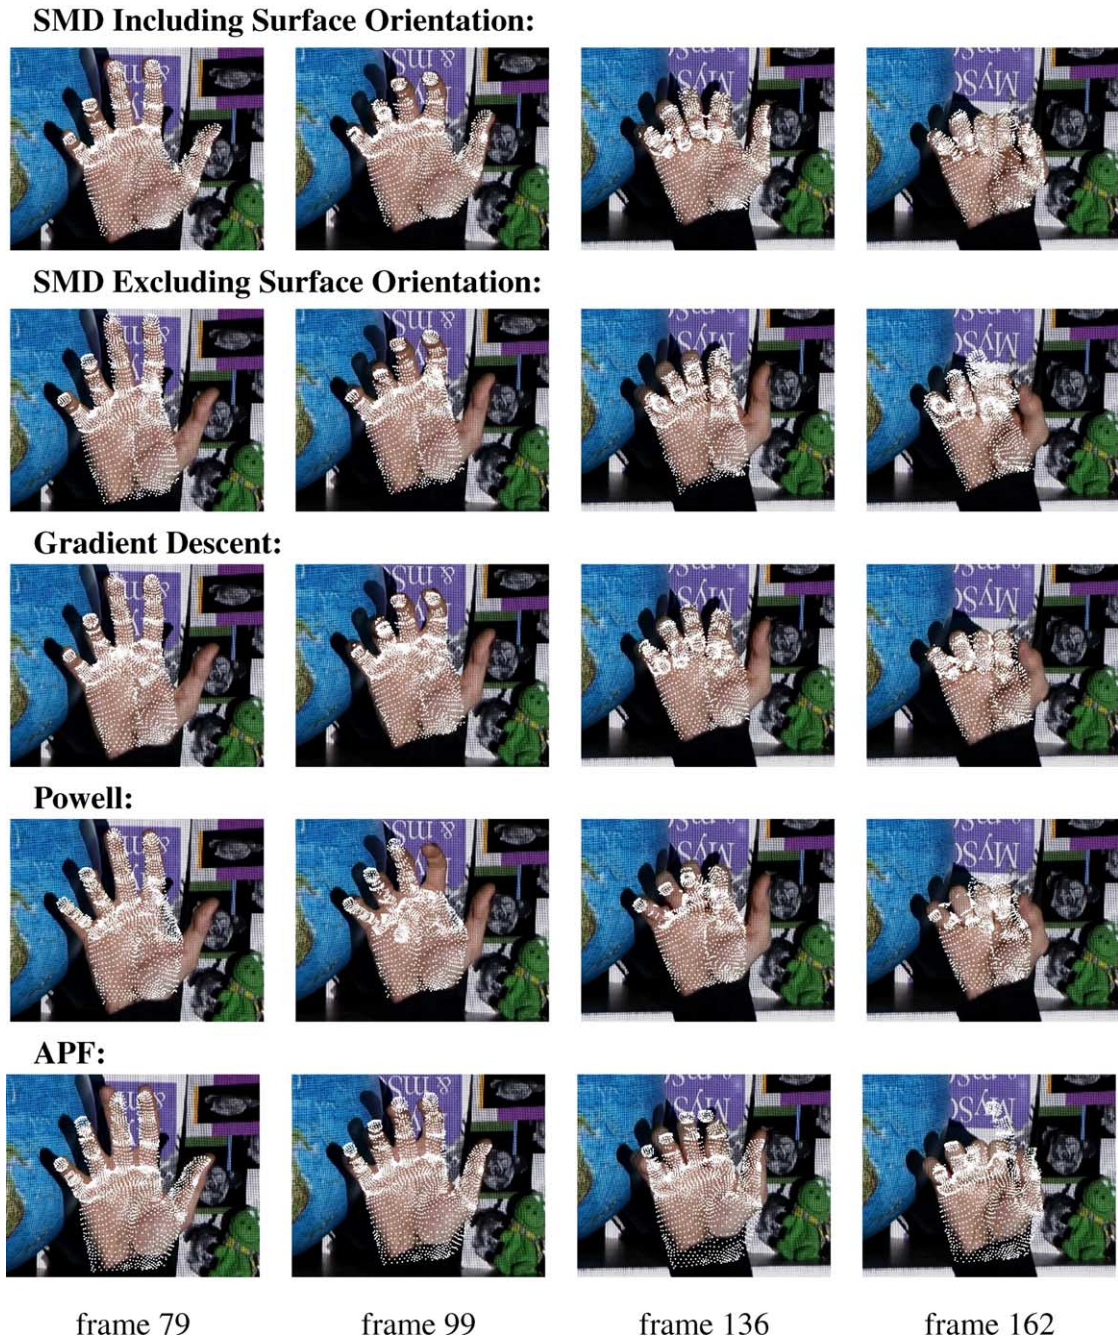 SMD Including Surface Orientation:
SMD Excluding Surface Orientation:
Gradient Descent:
Powell:
APF:
frame 79 frame 99 frame 136 frame 162